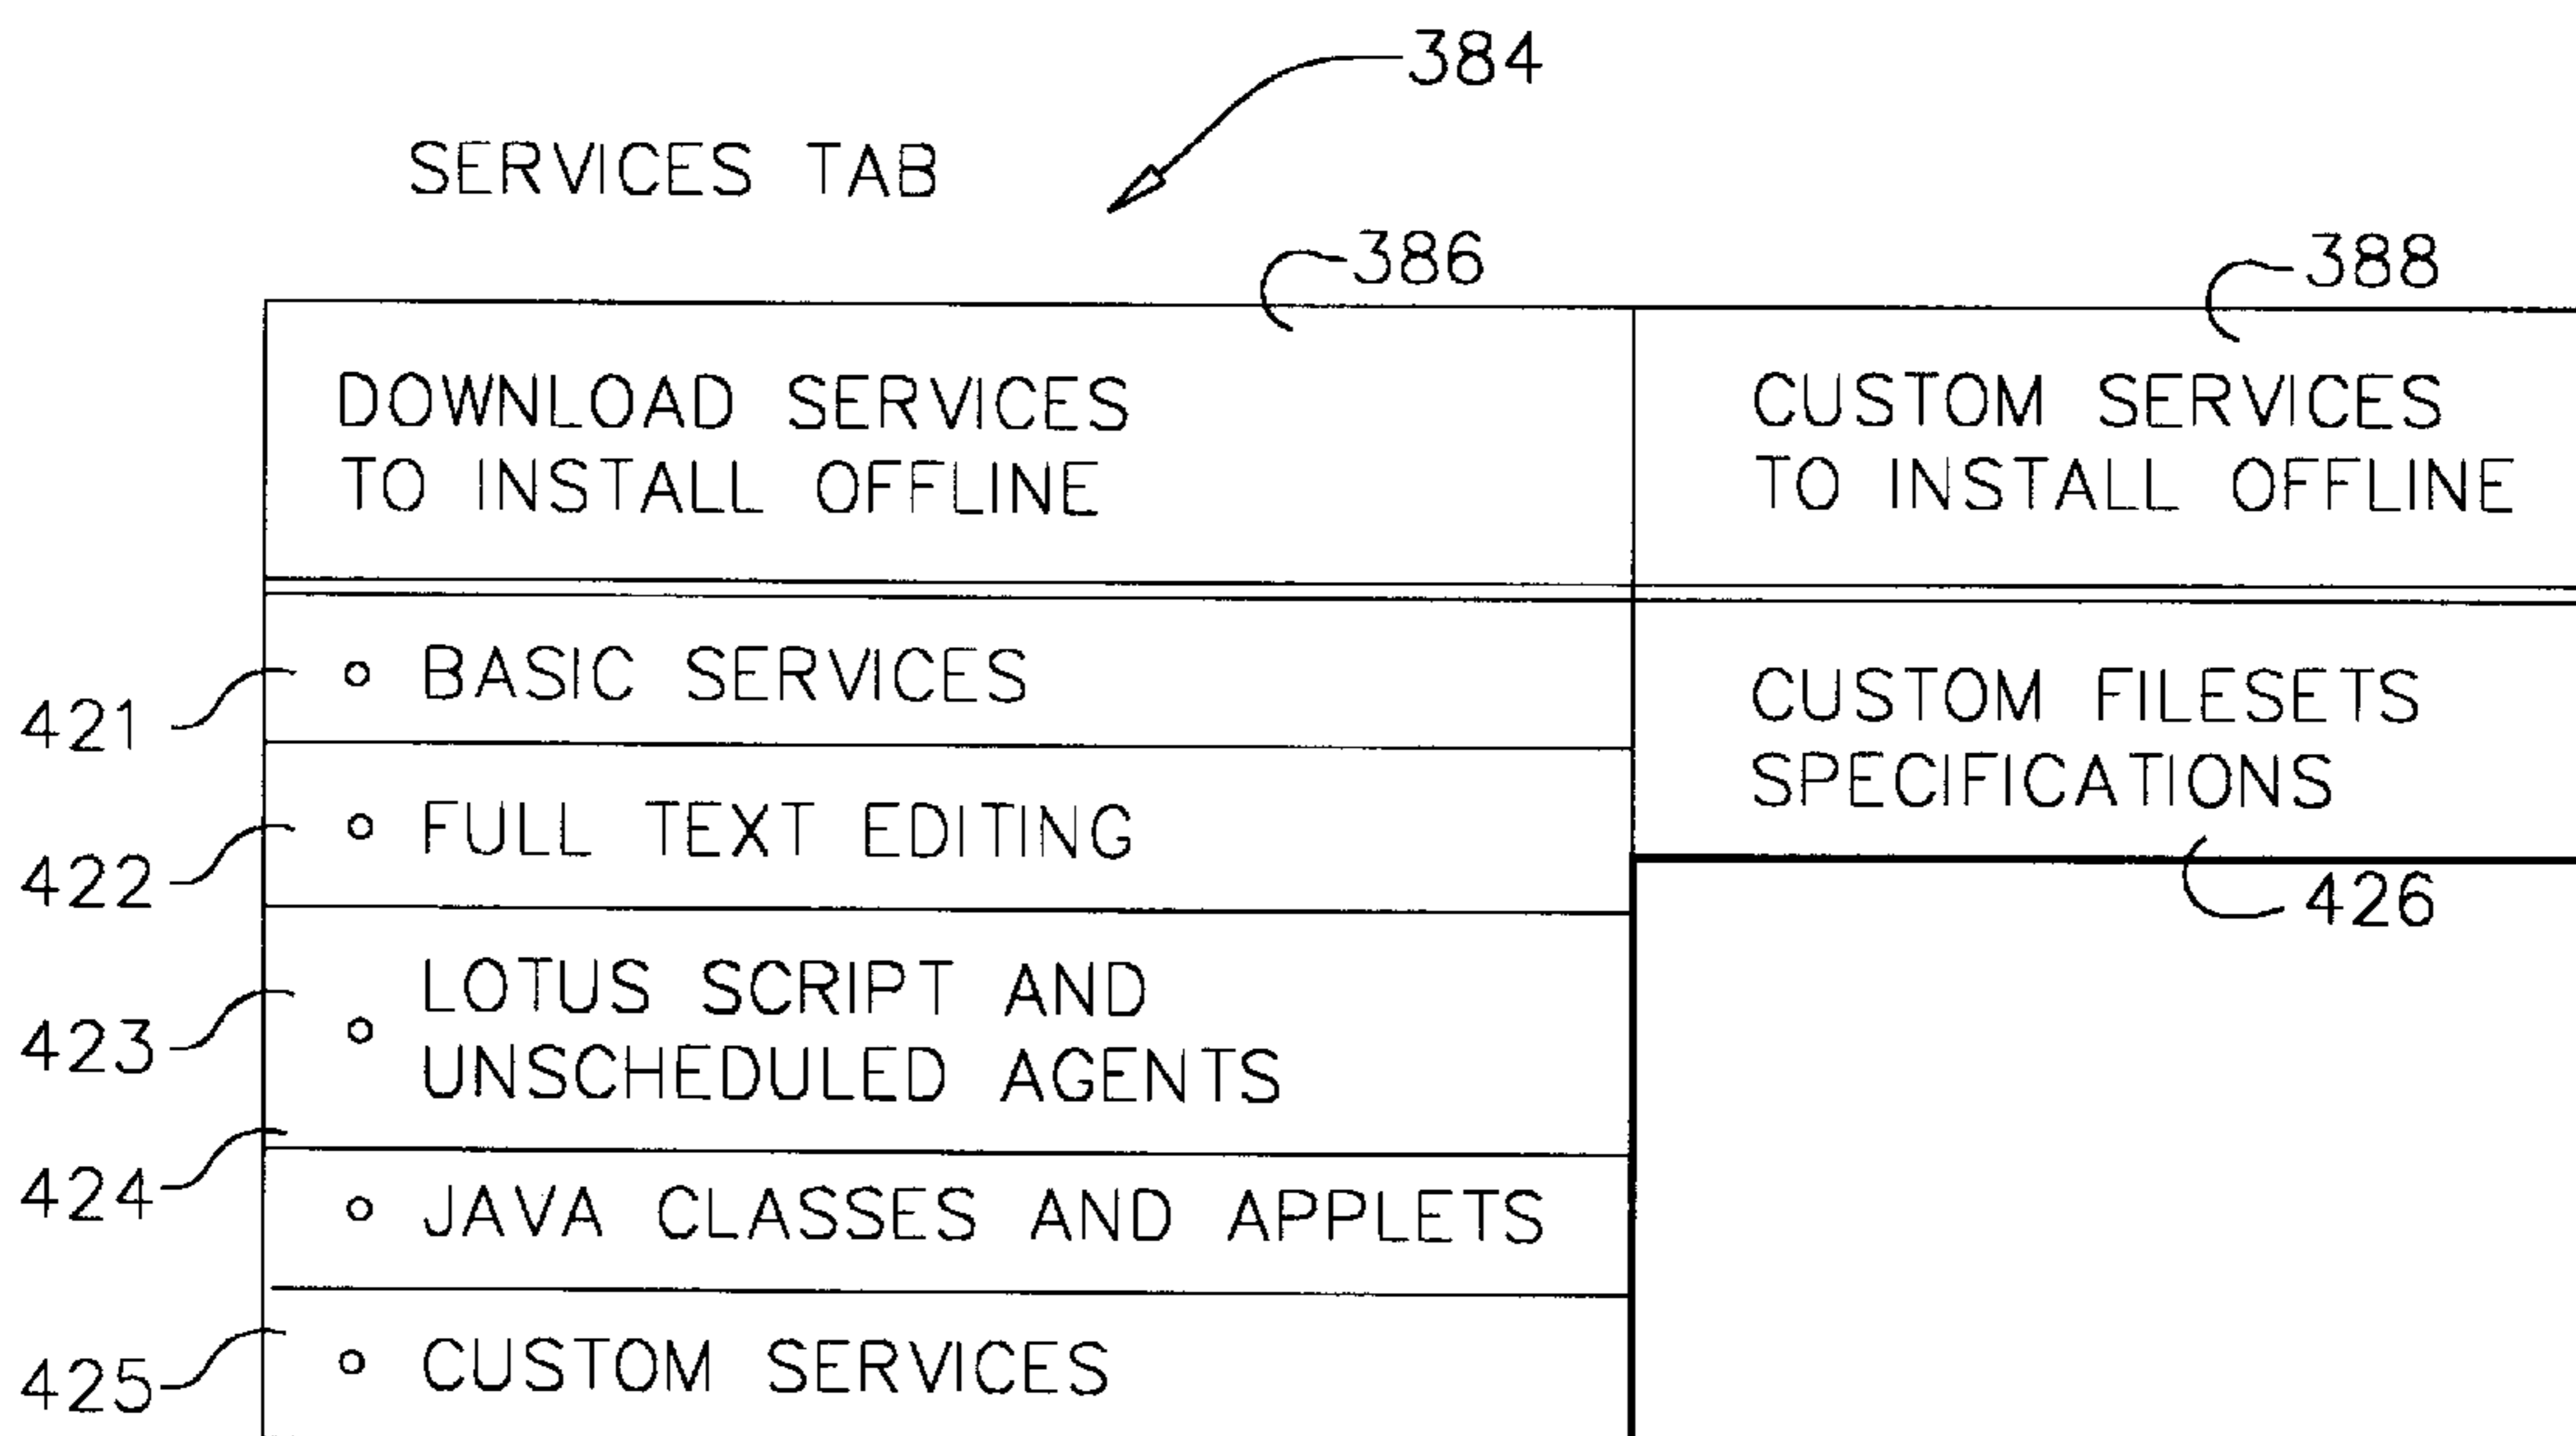 384
SERVICES TAB
386
388
DOWNLOAD SERVICES
TO INSTALL OFFLINE
CUSTOM SERVICES
TO INSTALL OFFLINE
421
BASIC SERVICES
CUSTOM FILESETS
SPECIFICATIONS
426
422
FULL TEXT EDITING
423
LOTUS SCRIPT AND
UNSCHEDULED AGENTS
424
JAVA CLASSES AND APPLETS
425
CUSTOM SERVICES